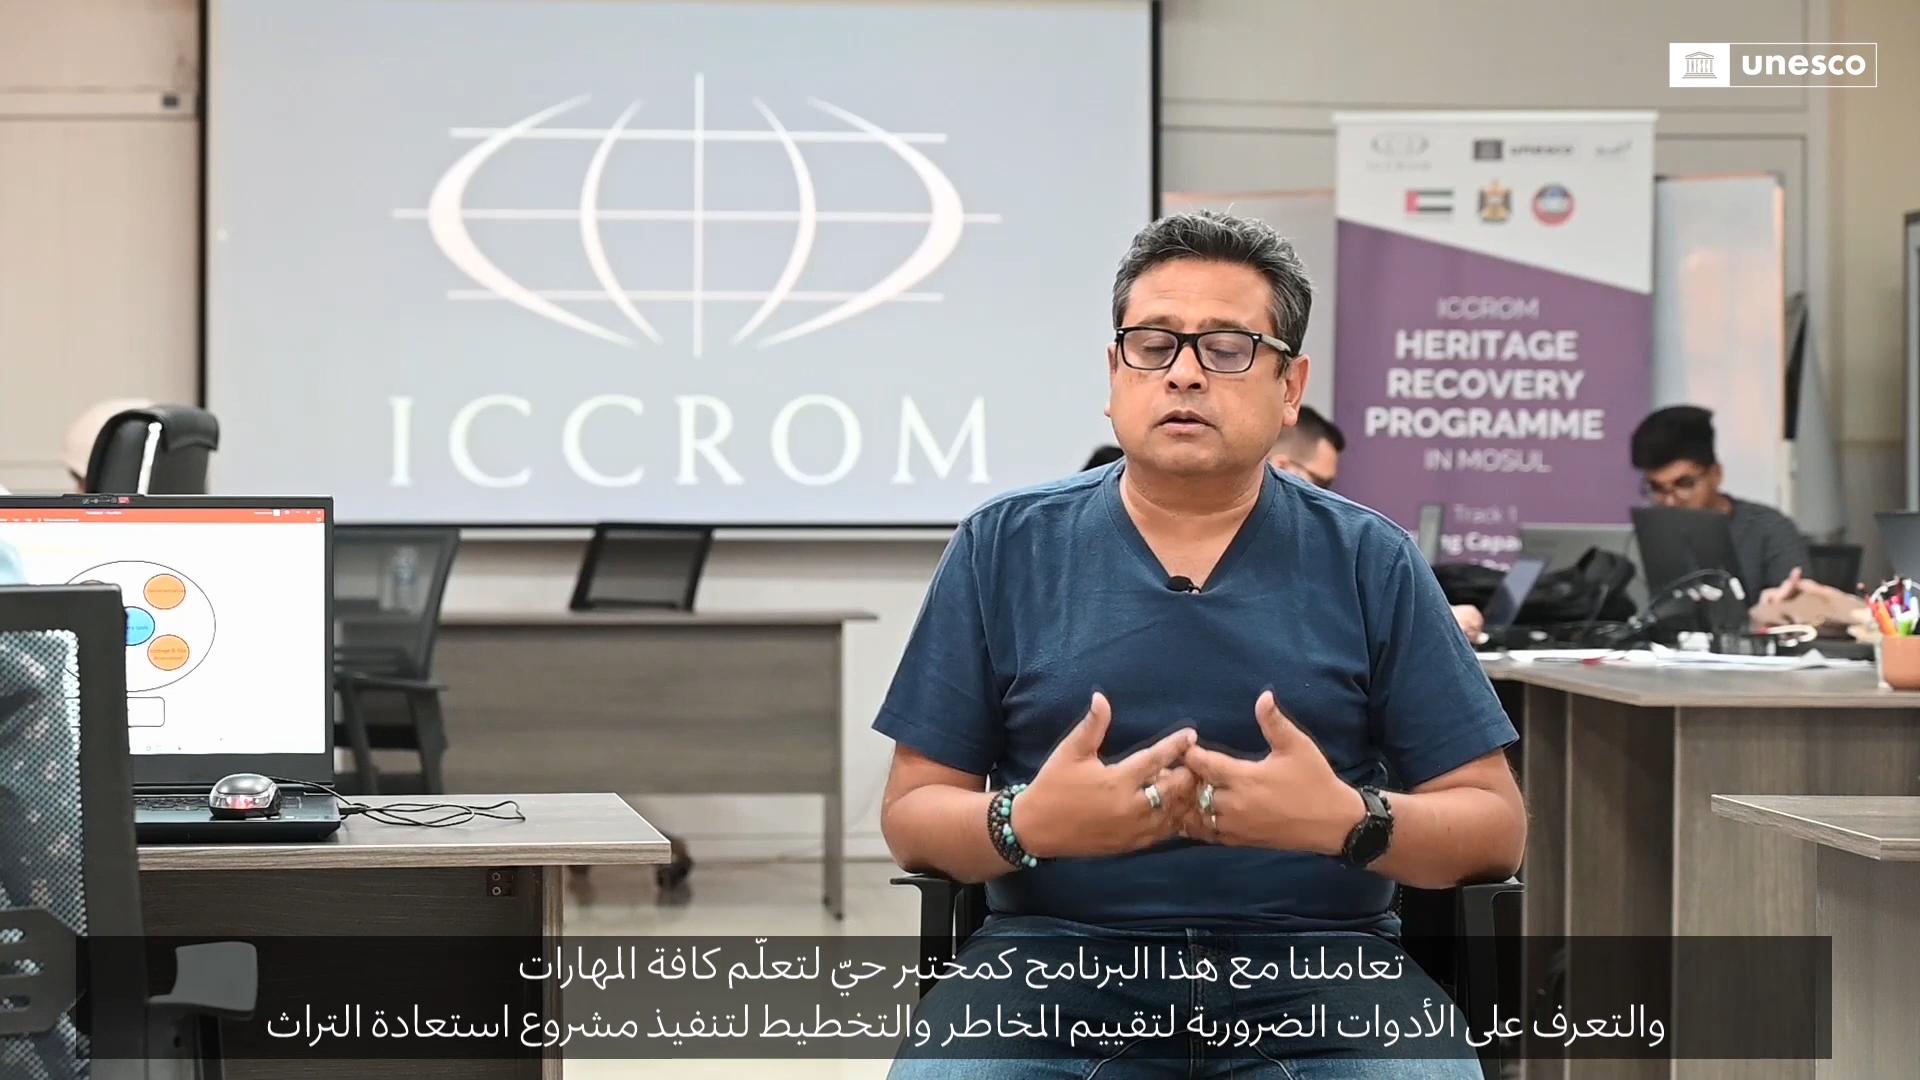 unesco
ICCROM
unesco
ICCROM
HERITAGE
RECOVERY
PROGRAMME
IN MOSUL
Track 1
تعاملنا مع هذا البرنامج كمختبر حيّ لتعلّم كافة المهارات
والتعرف على الأدوات الضرورية لتقييم المخاطر والتخطيط لتنفيذ مشروع استعادة التراث